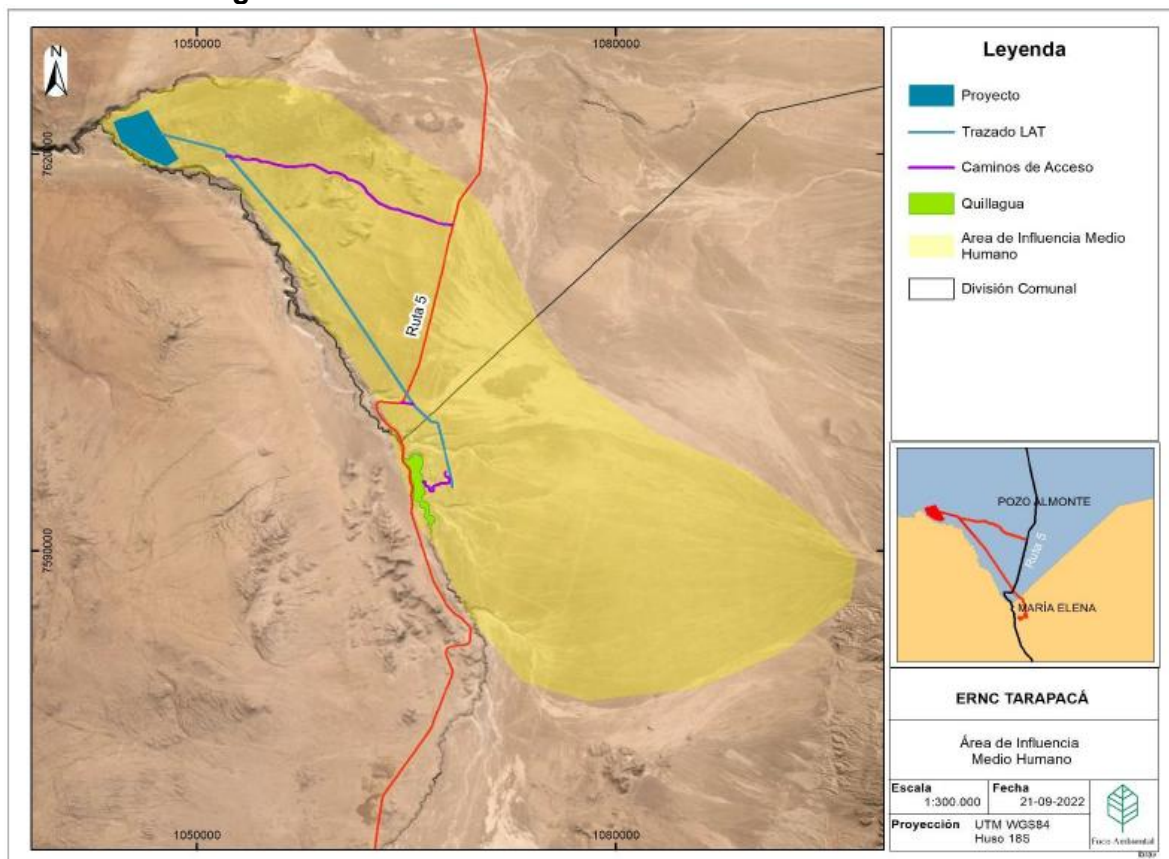 N
1050000
1080000
7620000
7590000
Ruta 5
1050000
1080000
Leyenda
Proyecto
Trazado LAT
Caminos de Acceso
Quillagua
Area de Influencia Medio
Humano
División Comunal
POZO ALMONTE
Ruta 5
MARÍA ELENA
ERNC TARAPACÁ
Área de Influencia
Medio Humano
Escala
1:300.000
Fecha
21-09-2022
Proyección UTM WGS84
Huso 18S
Foco Ambiental